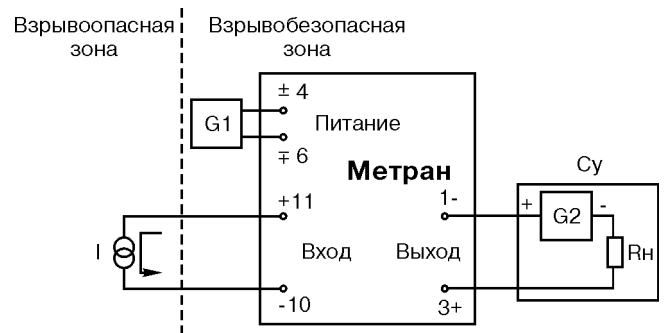 Взрывоопасная
зона
Взрывобезопасная
зона
± 4
G1
Питание
∓ 6
Метран
Су
+11
1-
+
G2
-
I
Вход
Выход
Rн
-10
3+